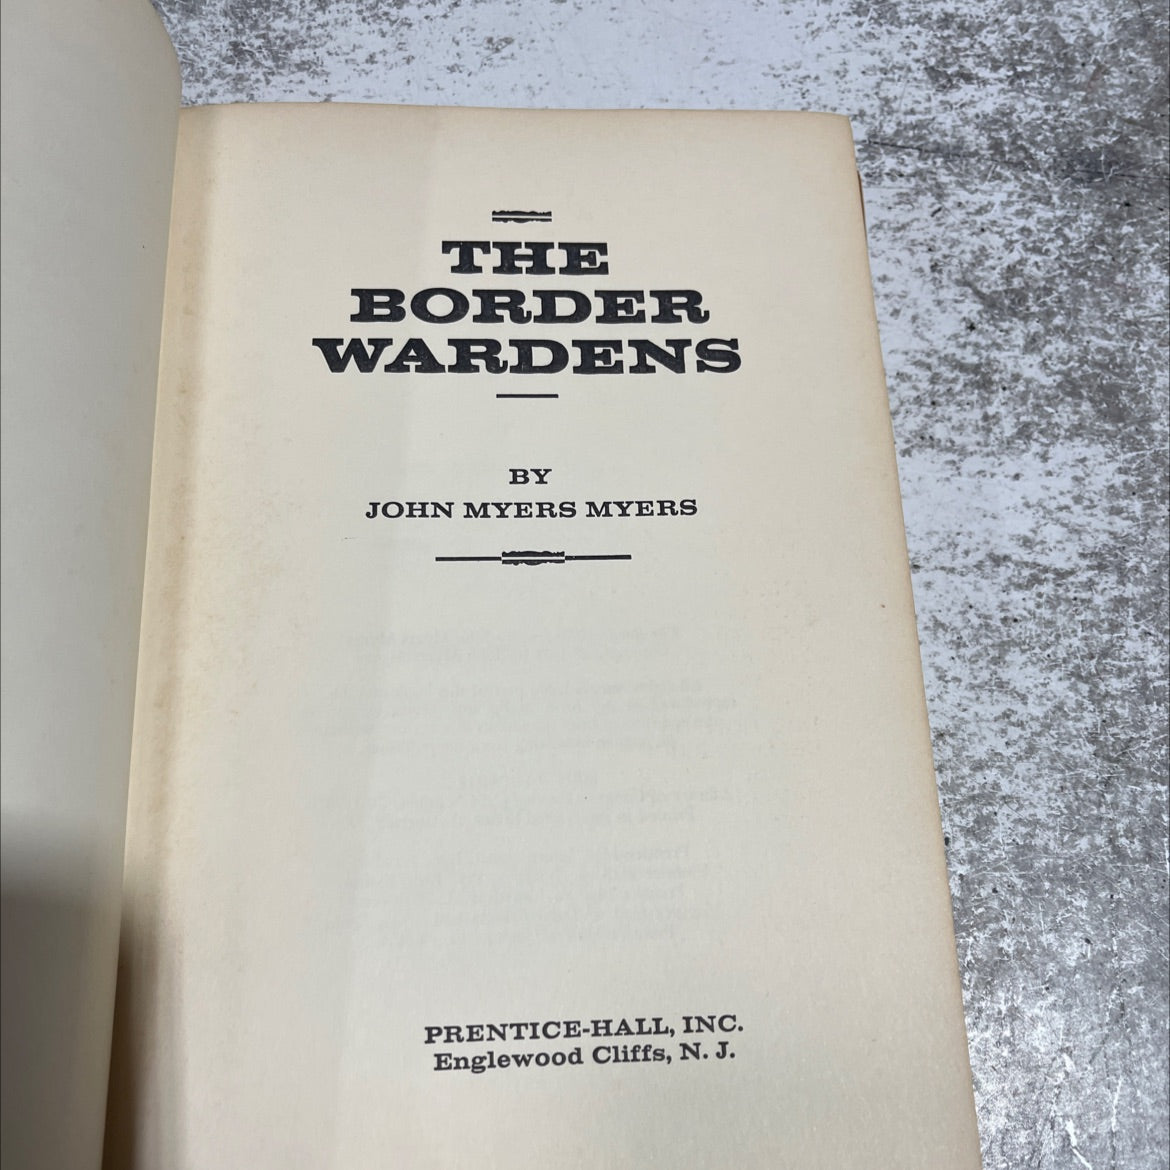 THE
BORDER
WARDENS
BY
JOHN MYERS MYERS
PRENTICE-HALL, INC.
Englewood Cliffs, N. J.